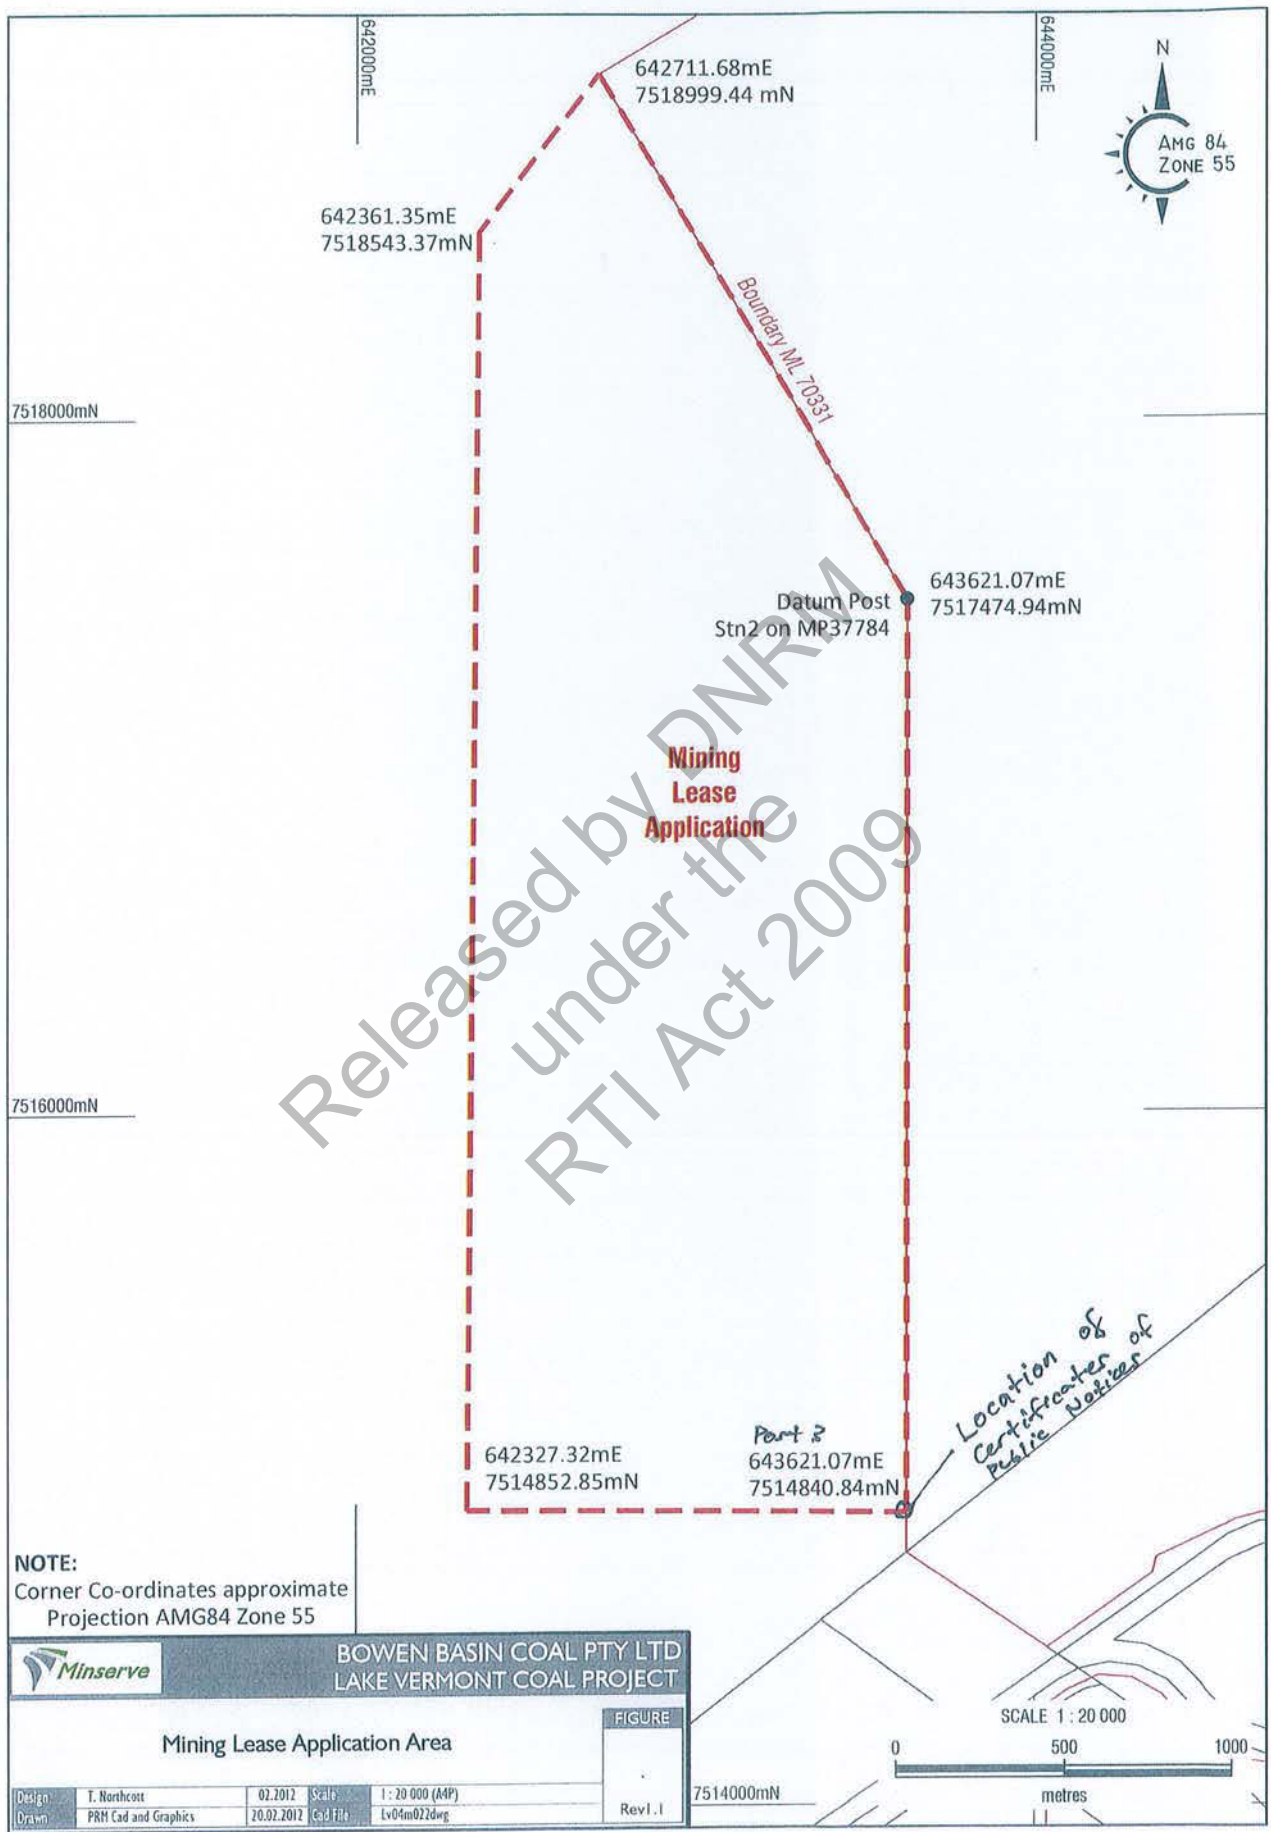 642000mE
644000mE
642711.68mE
7518999.44 mN
N
AMG 84
ZONE 55
642361.35mE
7518543.37mN
Boundary ML 70331
7518000mN
643621.07mE
7517474.94mN
Datum Post
Stn2 on MP37784
Mining
Lease
Application
Released by DNRM
under the
RTI Act 2009
7516000mN
Location of
Certificates of
Public Notices
642327.32mE
7514852.85mN
643621.07mE
7514840.84mN
NOTE:
Corner Co-ordinates approximate
Projection AMG84 Zone 55
Minserve
BOWEN BASIN COAL PTY LTD
LAKE VERMONT COAL PROJECT
Mining Lease Application Area
FIGURE
Rev1.1
Design T. Northcott 02.2012 Scale 1 : 20 000 (A4P)
Drawn PRM Cad and Graphics 20.02.2012 Cad File Lv04m022dwg
SCALE 1 : 20 000
0 500 1000
metres
7514000mN